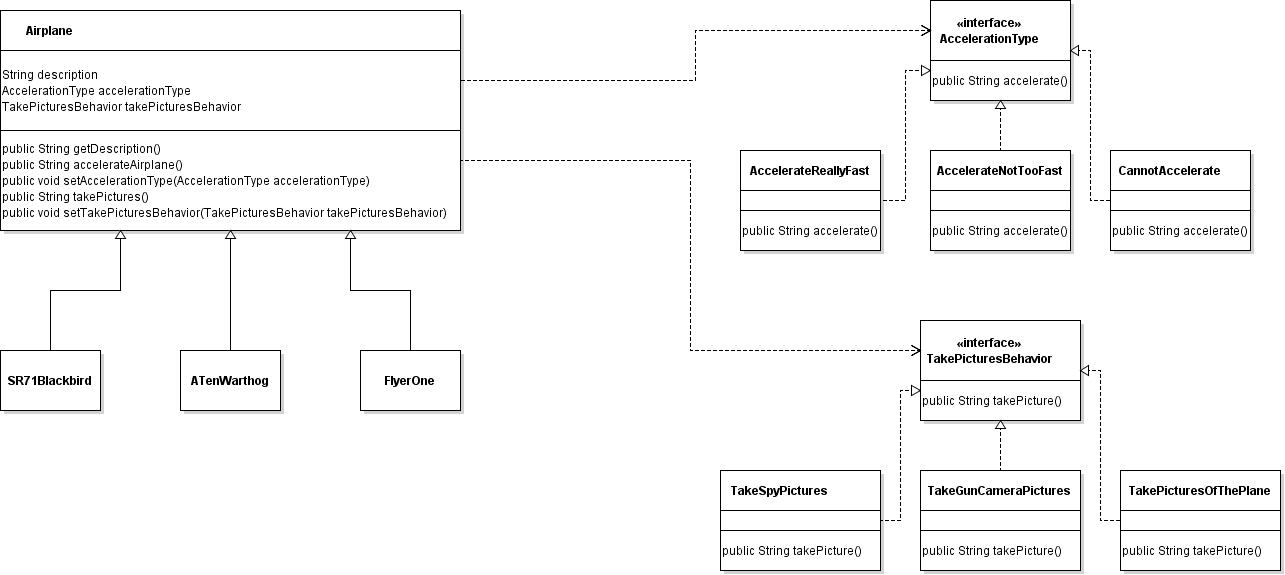 Airplane
String description
AccelerationType accelerationType
TakePicturesBehavior takePicturesBehavior
public String getDescription()
public String accelerateAirplane()
public void setAccelerationType(AccelerationType accelerationType)
public String takePictures()
public void setTakePicturesBehavior(TakePicturesBehavior takePicturesBehavior)
SR71Blackbird
ATenWarthog
FlyerOne
«interface»
AccelerationType
public String accelerate()
AccelerateReallyFast
public String accelerate()
AccelerateNotTooFast
public String accelerate()
CannotAccelerate
public String accelerate()
«interface»
TakePicturesBehavior
public String takePicture()
TakeSpyPictures
public String takePicture()
TakeGunCameraPictures
public String takePicture()
TakePicturesOfThePlane
public String takePicture()